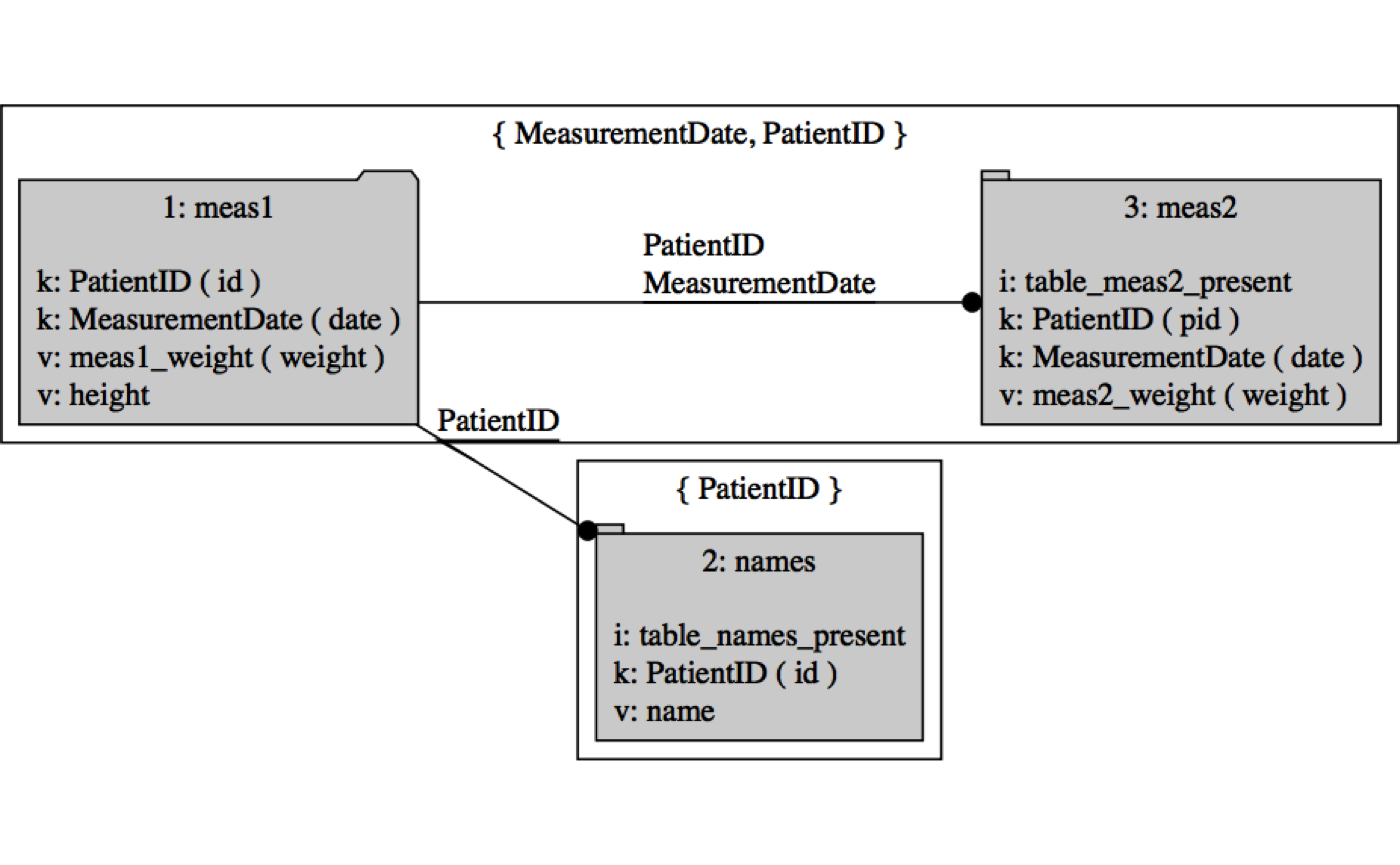 { MeasurementDate, PatientID }
1: meas1
k: PatientID ( id )
k: MeasurementDate ( date )
v: meas1_weight ( weight )
v: height
PatientID
MeasurementDate
3: meas2
i: table_meas2_present
k: PatientID ( pid )
k: MeasurementDate ( date )
v: meas2_weight ( weight )
PatientID
{ PatientID }
2: names
i: table_names_present
k: PatientID ( id )
v: name